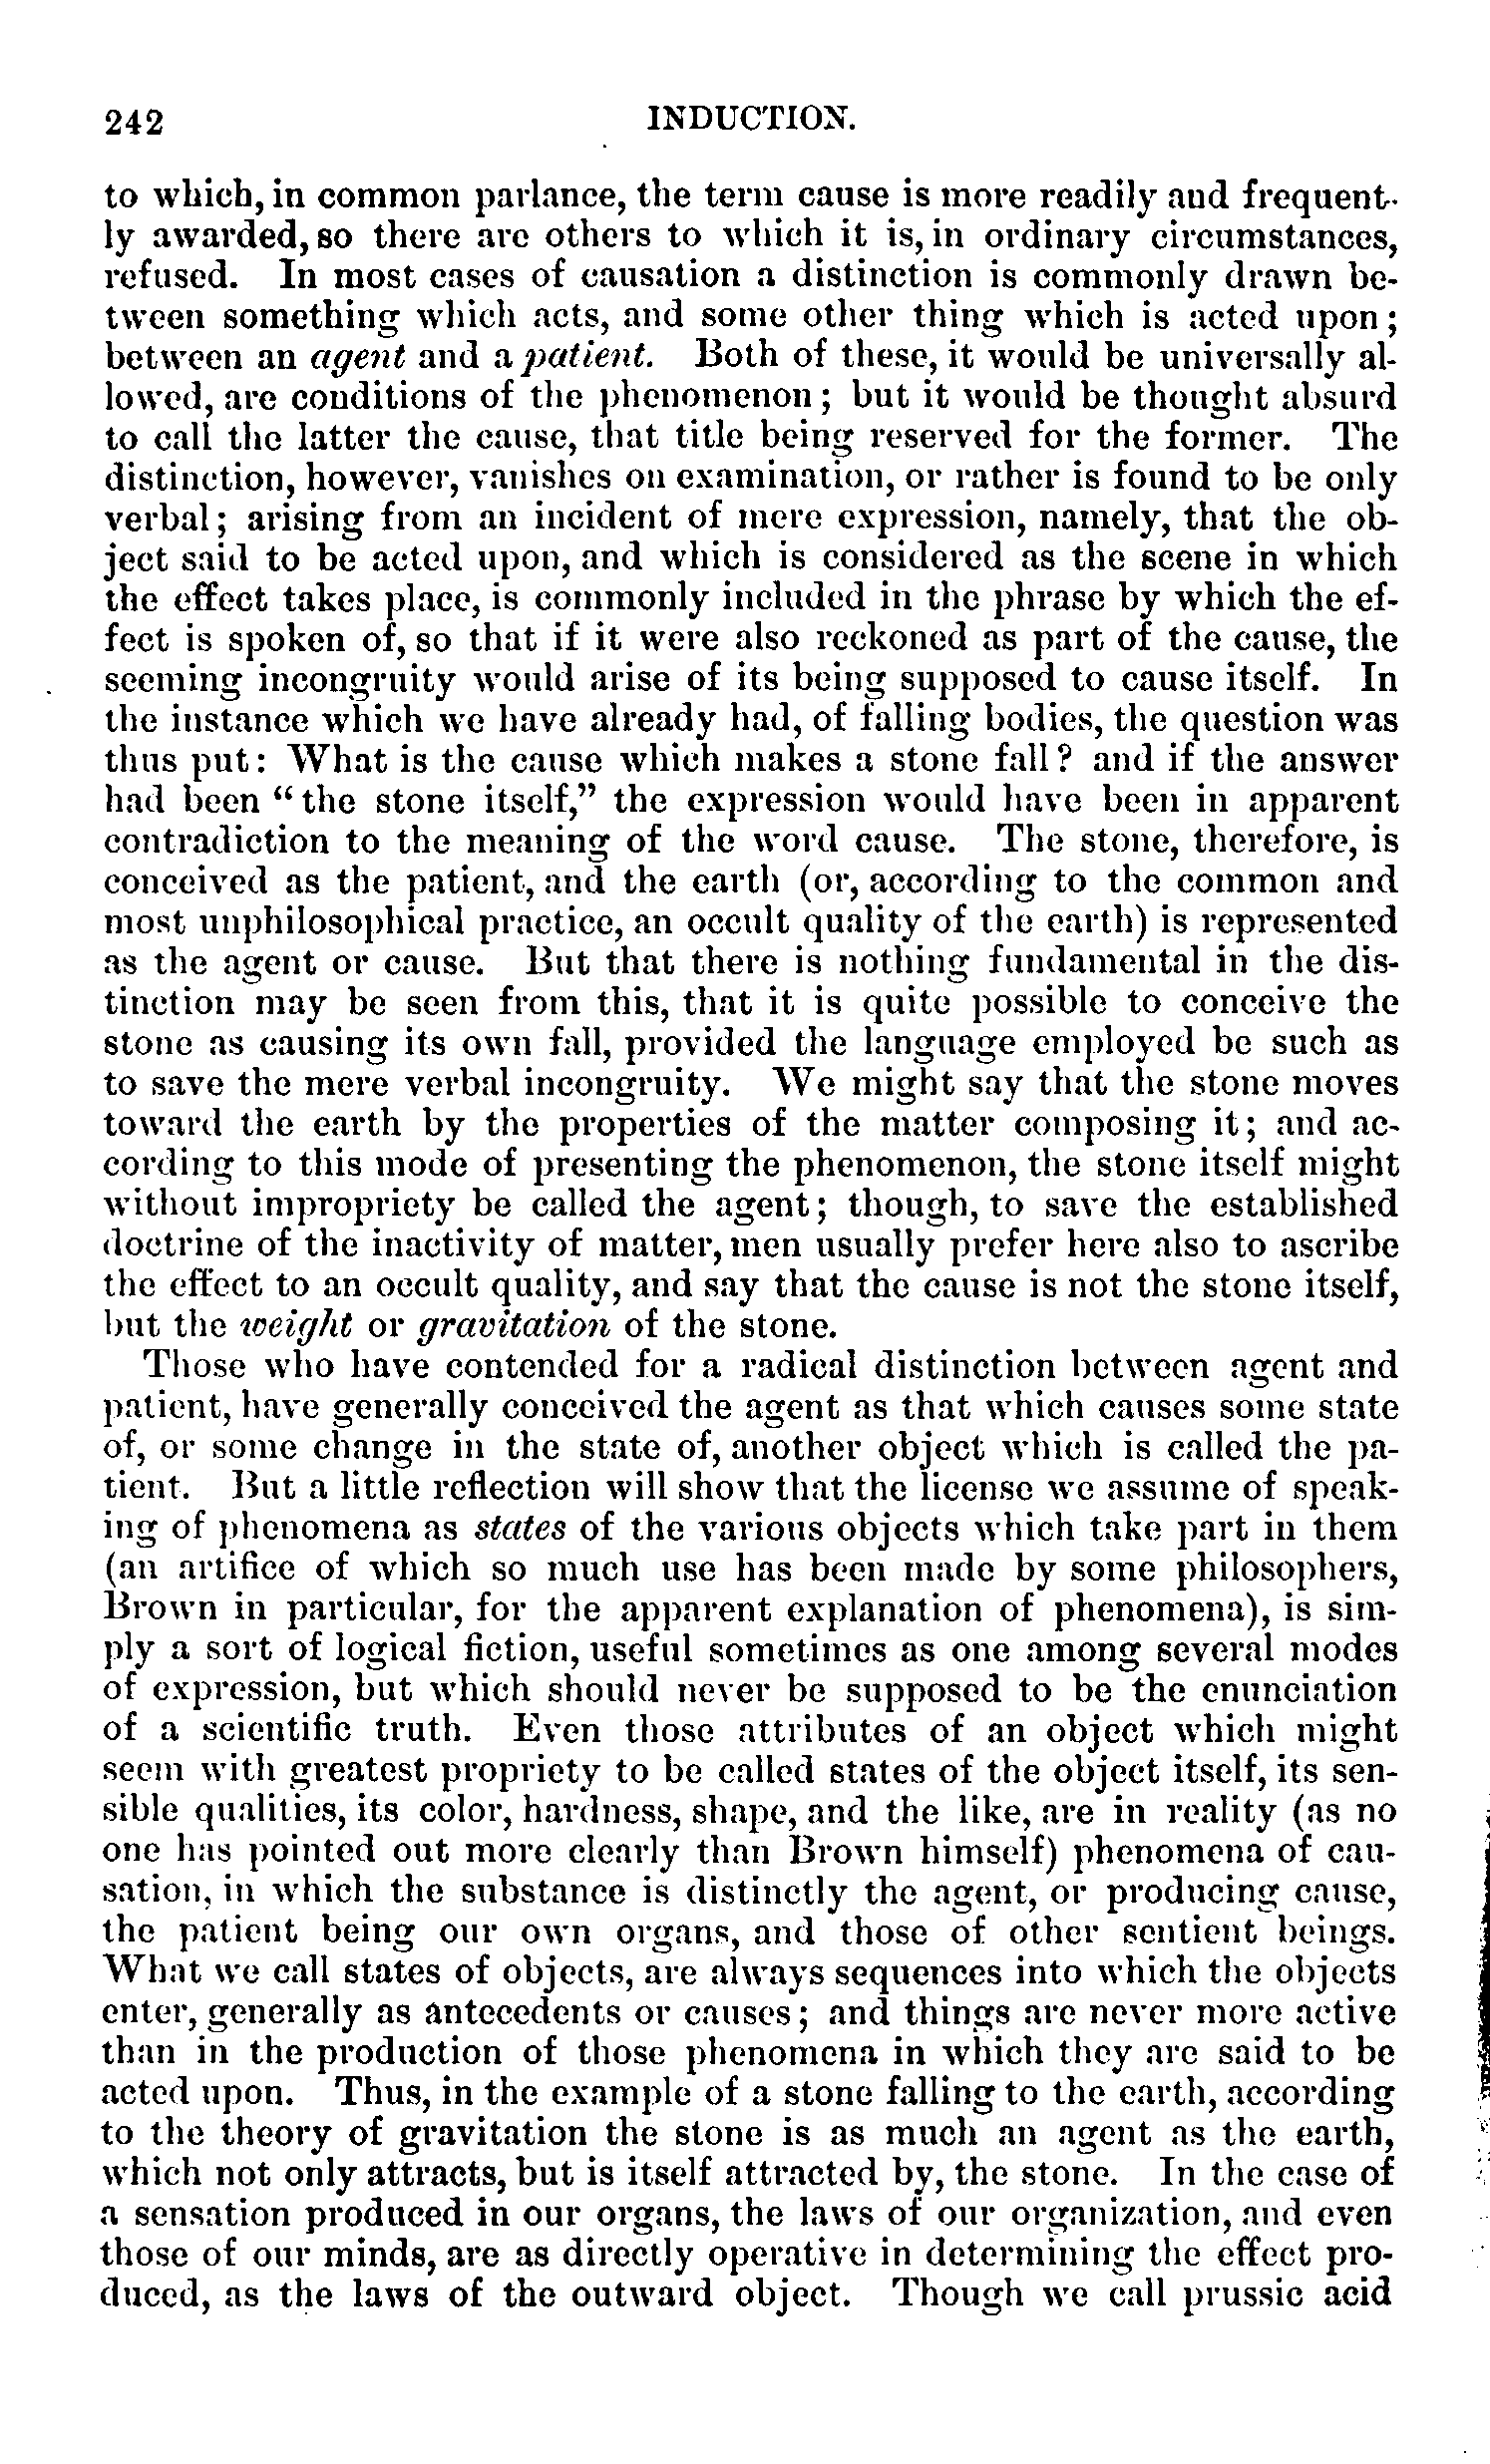 242 INDUCTION.
to which, in common parlance, the term cause is more readily and frequent-
ly awarded, so there are others to which it is, in ordinary circumstances,
refused. In most cases of causation a distinction is commonly drawn be-
tween something which acts, and some other thing which is acted upon;
between an agent and a patient. Both of these, it would be universally al-
lowed, are conditions of the phenomenon; but it would be thought absurd
to call the latter the cause, that title being reserved for the former. The
distinction, however, vanishes on examination, or rather is found to be only
verbal; arising from an incident of mere expression, namely, that the ob-
ject said to be acted upon, and which is considered as the scene in which
the effect takes place, is commonly included in the phrase by which the ef-
fect is spoken of, so that if it were also reckoned as part of the cause, the
seeming incongruity would arise of its being supposed to cause itself. In
the instance which we have already had, of falling bodies, the question was
thus put: What is the cause which makes a stone fall? and if the answer
had been "the stone itself," the expression would have been in apparent
contradiction to the meaning of the word cause. The stone, therefore, is
conceived as the patient, and the earth (or, according to the common and
most unphilosophical practice, an occult quality of the earth) is represented
as the agent or cause. But that there is nothing fundamental in the dis-
tinction may be seen from this, that it is quite possible to conceive the
stone as causing its own fall, provided the language employed be such as
to save the mere verbal incongruity. We might say that the stone moves
toward the earth by the properties of the matter composing it; and ac-
cording to this mode of presenting the phenomenon, the stone itself might
without impropriety be called the agent; though, to save the established
doctrine of the inactivity of matter, men usually prefer here also to ascribe
the effect to an occult quality, and say that the cause is not the stone itself,
but the weight or gravitation of the stone.
Those who have contended for a radical distinction between agent and
patient, have generally conceived the agent as that which causes some state
of, or some change in the state of, another object which is called the pa-
tient. But a little reflection will show that the license we assume of speak-
ing of phenomena as states of the various objects which take part in them
(an artifice of which so much use has been made by some philosophers,
Brown in particular, for the apparent explanation of phenomena), is sim-
ply a sort of logical fiction, useful sometimes as one among several modes
of expression, but which should never be supposed to be the enunciation
of a scientific truth. Even those attributes of an object which might
seem with greatest propriety to be called states of the object itself, its sen-
sible qualities, its color, hardness, shape, and the like, are in reality (as no
one has pointed out more clearly than Brown himself) phenomena of cau-
sation, in which the substance is distinctly the agent, or producing cause,
the patient being our own organs, and those of other sentient beings.
What we call states of objects, are always sequences into which the objects
enter, generally as antecedents or causes; and things are never more active
than in the production of those phenomena in which they are said to be
acted upon. Thus, in the example of a stone falling to the earth, according
to the theory of gravitation the stone is as much an agent as the earth,
which not only attracts, but is itself attracted by, the stone. In the case of
a sensation produced in our organs, the laws of our organization, and even
those of our minds, are as directly operative in determining the effect pro-
duced, as the laws of the outward object. Though we call prussic acid